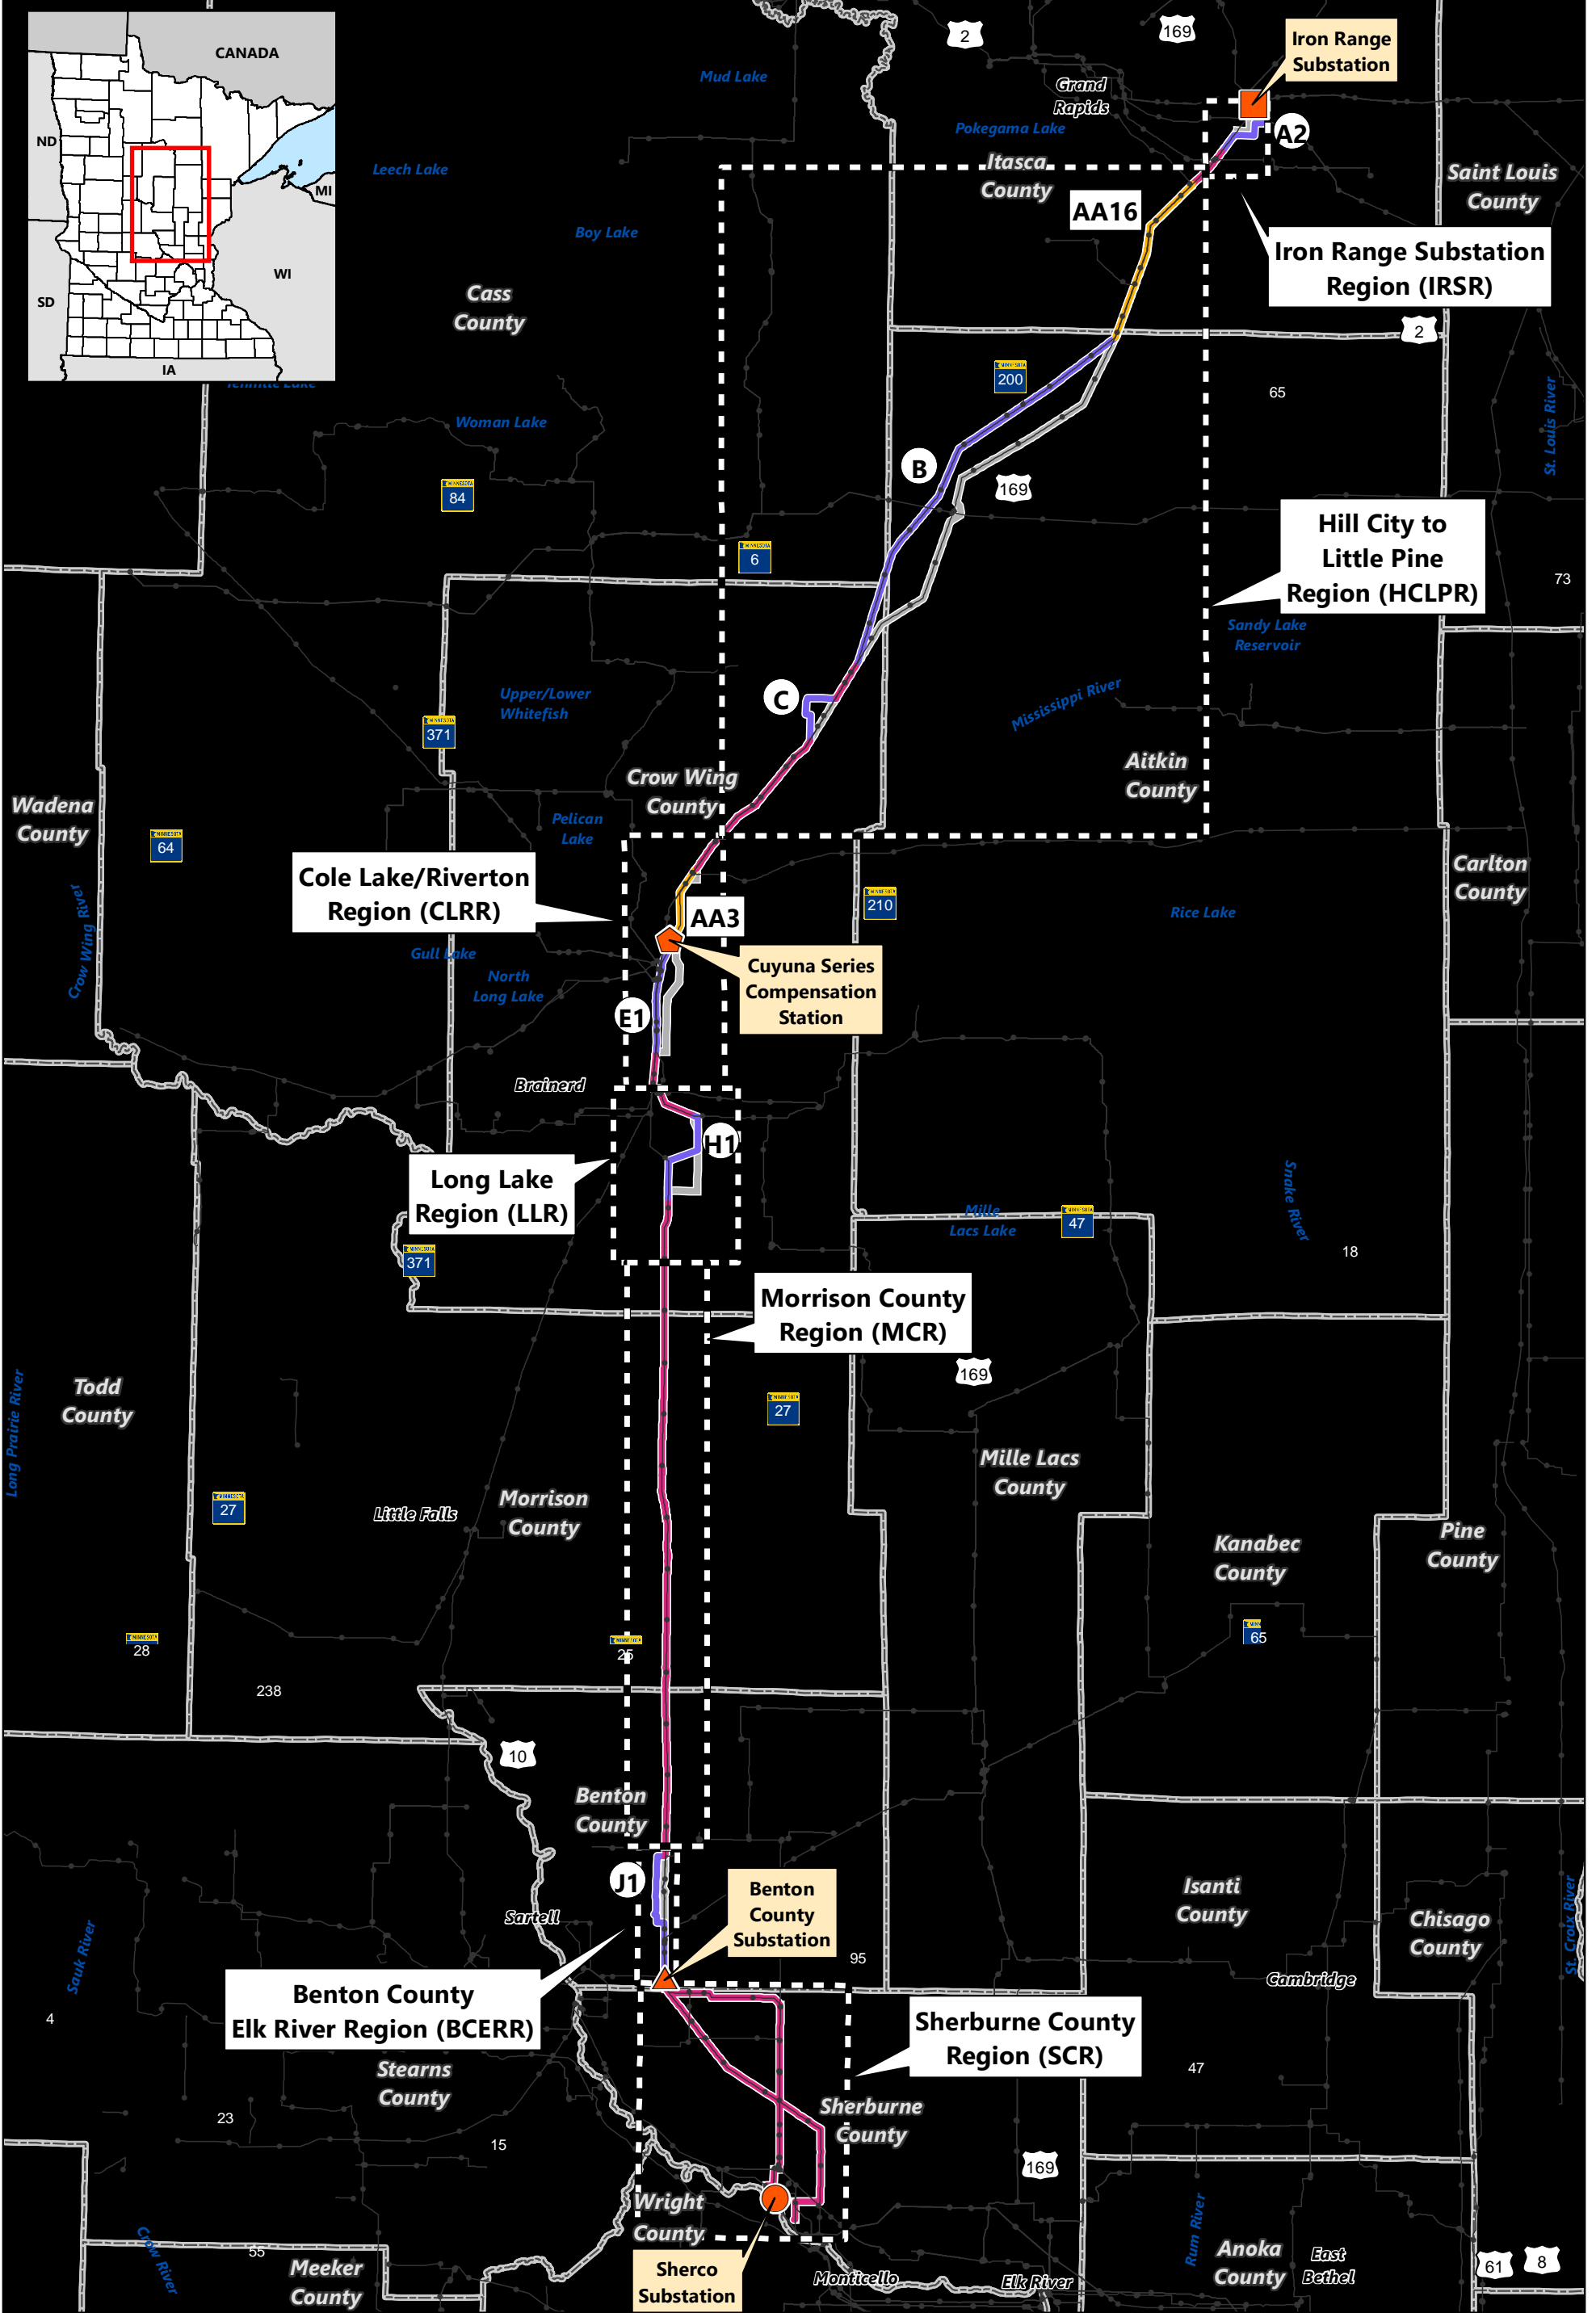 CANADA
ND
MI
WI
SD
IA
Mud Lake
2
169
Iron Range
Substation
Grand
Rapids
Pokegama Lake
A2
Leech Lake
Itasca
County
Saint Louis
County
AA16
Boy Lake
Iron Range Substation
Region (IRSR)
Cass
County
2
200
65
St. Louis River
Woman Lake
B
84
169
Hill City to
Little Pine
Region (HCLPR)
6
73
Sandy Lake
Reservoir
Upper/Lower
Whitefish
C
Mississippi River
371
Crow Wing
County
Aitkin
County
Wadena
County
Pelican
Lake
64
Cole Lake/Riverton
Region (CLRR)
Carlton
County
210
Rice Lake
AA3
Crow Wing River
Gull Lake
North
Long Lake
Cuyuna Series
Compensation
Station
E1
Brainerd
H1
Long Lake
Region (LLR)
Snake River
Mille
Lacs Lake
47
371
18
Morrison County
Region (MCR)
169
Todd
County
27
Long Prairie River
Mille Lacs
County
27
Little Falls
Morrison
County
Kanabec
County
Pine
County
MINNESOTA
28
MINNESOTA
25
65
238
10
Benton
County
J1
Benton
County
Substation
Isanti
County
Chisago
County
St. Croix River
Sartell
Sauk River
95
Cambridge
Benton County
Elk River Region (BCERR)
4
Sherburne County
Region (SCR)
Stearns
County
47
23
Sherburne
County
15
169
Wright
County
Crow River
55
Meeker
County
Sherco
Substation
Monticello
Elk River
Rum River
Anoka
County
East
Bethel
61
8